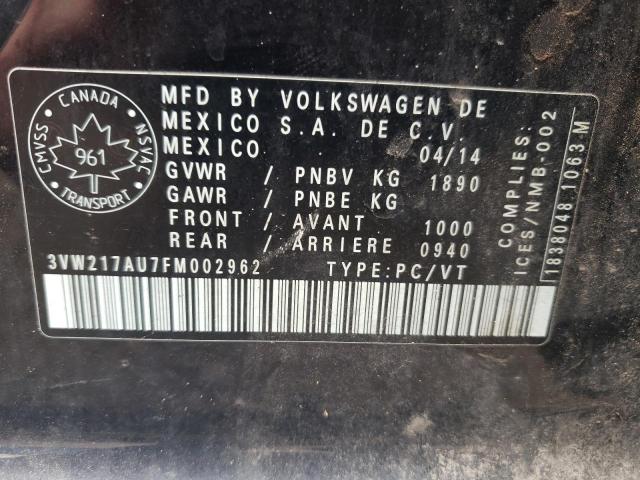 CANADA
CMVSS
NSVAC
961
TRANSPORT
MFD BY VOLKSWAGEN DE
MEXICO S.A. DE C.V
MEXICO 04/14
GVWR / PNBV KG 1890
GAWR / PNBE KG
FRONT / AVANT 1000
REAR / ARRIERE 0940
3VW217AU7FM002962 TYPE:PC/VT
COMPLIES:
ICES/NMB-002
1838048 1063 M